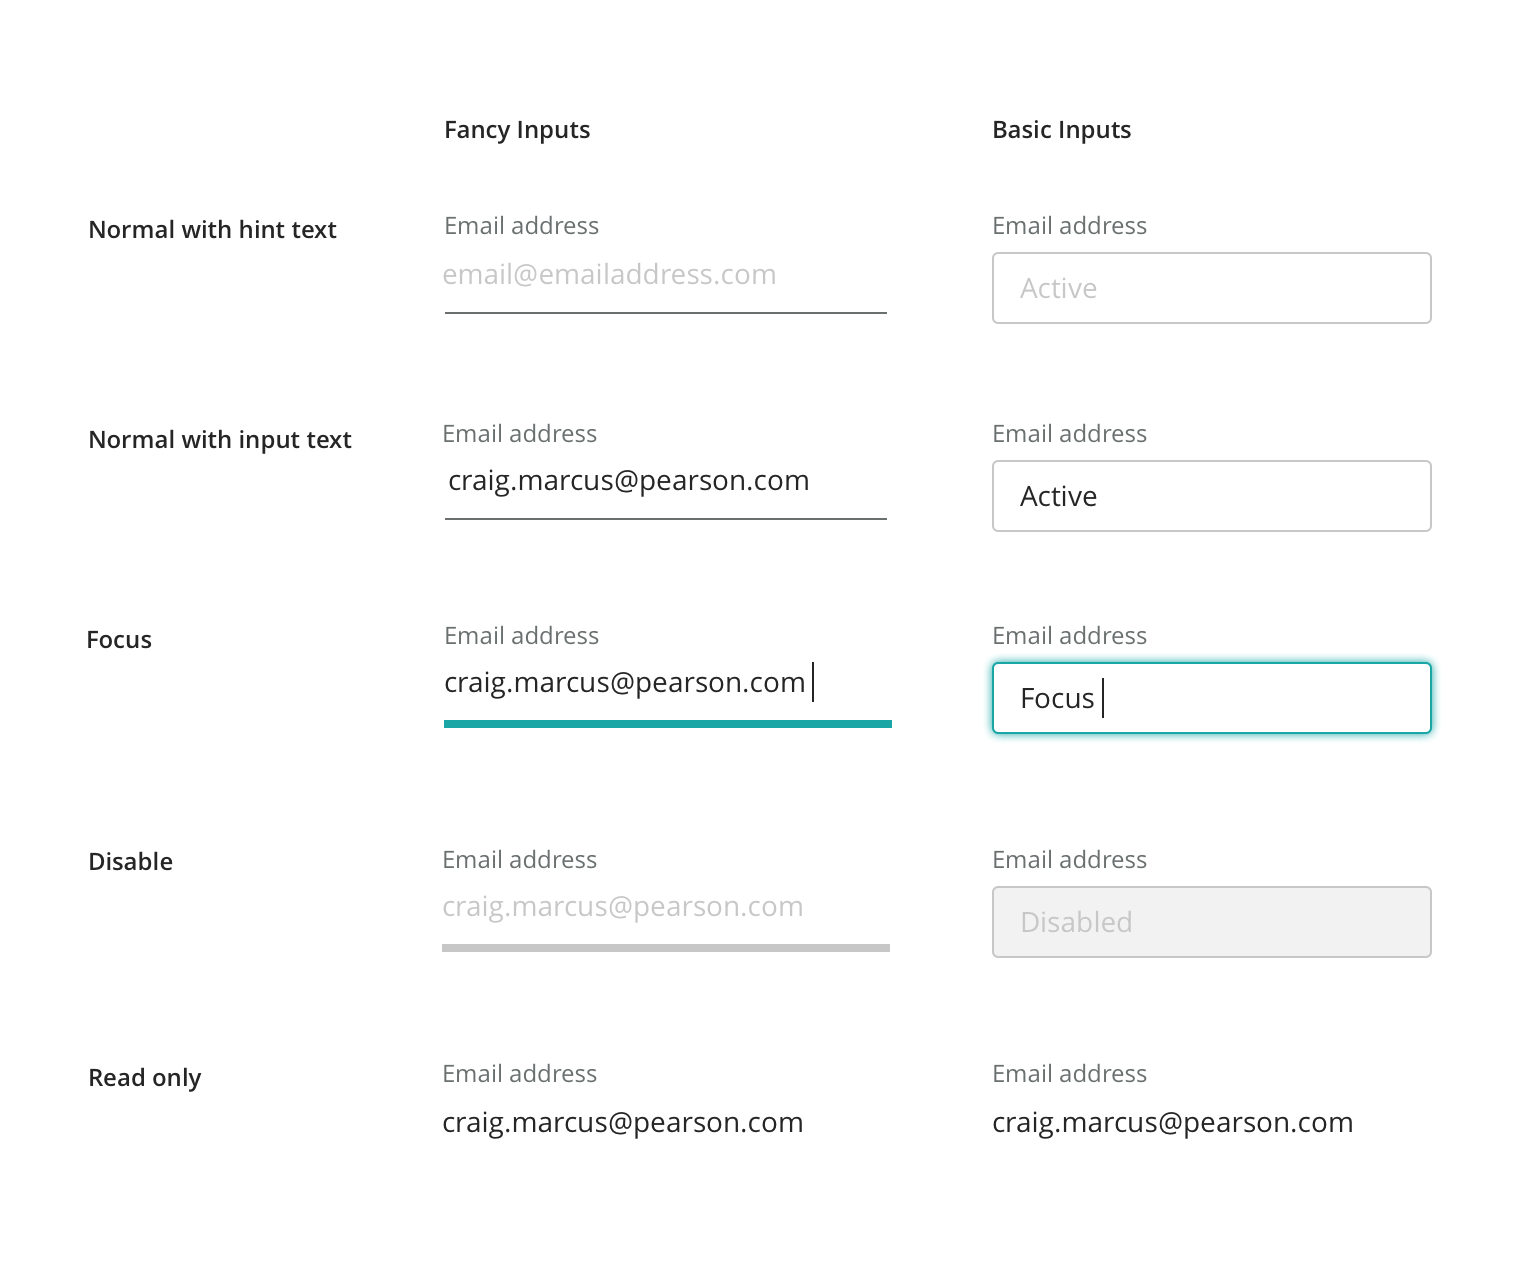 Fancy Inputs Basic Inputs
Normal with hint text Email address Email address
email@emailaddress.com Active
Normal with input text Email address Email address
craig.marcus@pearson.com Active
Focus Email address Email address
craig.marcus@pearson.com Focus
Disable Email address Email address
craig.marcus@pearson.com Disabled
Read only Email address Email address
craig.marcus@pearson.com craig.marcus@pearson.com